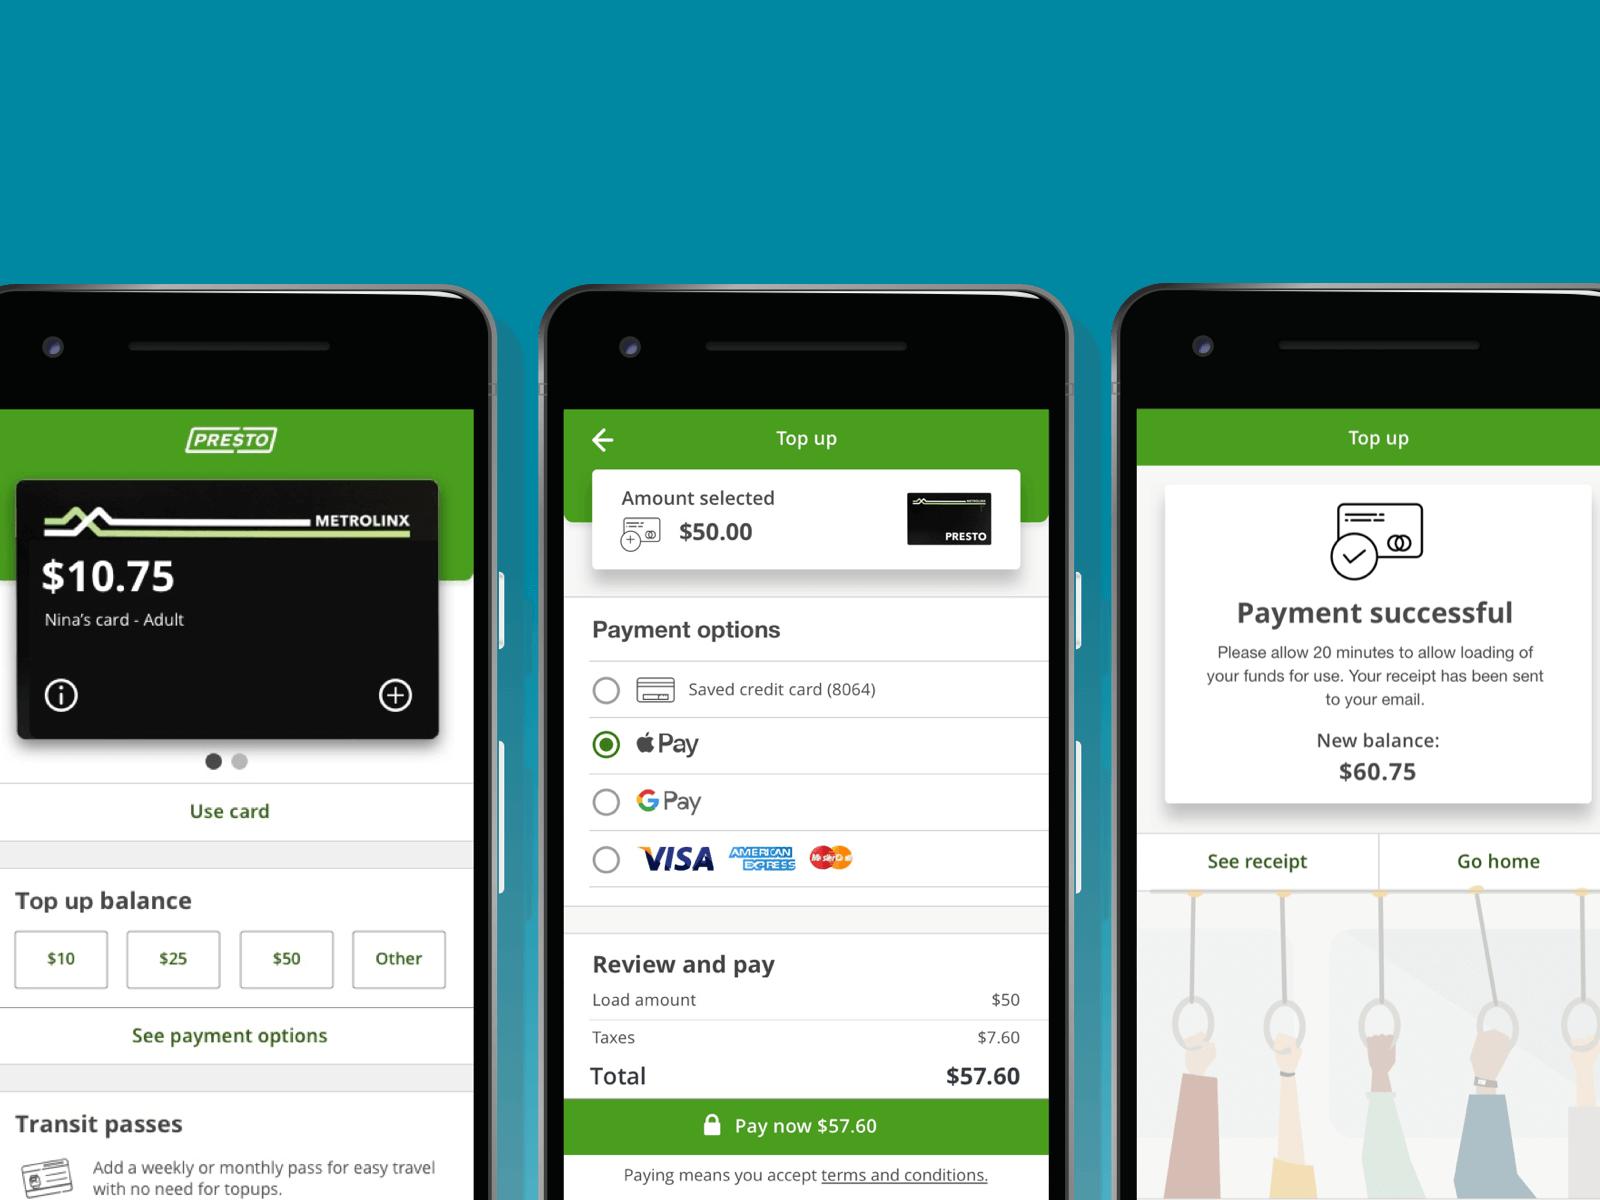 PRESTO
METROLINX
$10.75
Nina's card - Adult
Use card
Top up balance
$10
$25
$50
Other
See payment options
Transit passes
Add a weekly or monthly pass for easy travel
with no need for topups.
Top up
Amount selected
$50.00
METROLINX
PRESTO
Payment options
Saved credit card (8064)
Pay
G Pay
VISA
AMERICAN
EXPRESS
MasterCard
Review and pay
Load amount $50
Taxes $7.60
Total $57.60
Pay now $57.60
Paying means you accept terms and conditions.
Top up
Payment successful
Please allow 20 minutes to allow loading of
your funds for use. Your receipt has been sent
to your email.
New balance:
$60.75
See receipt
Go home